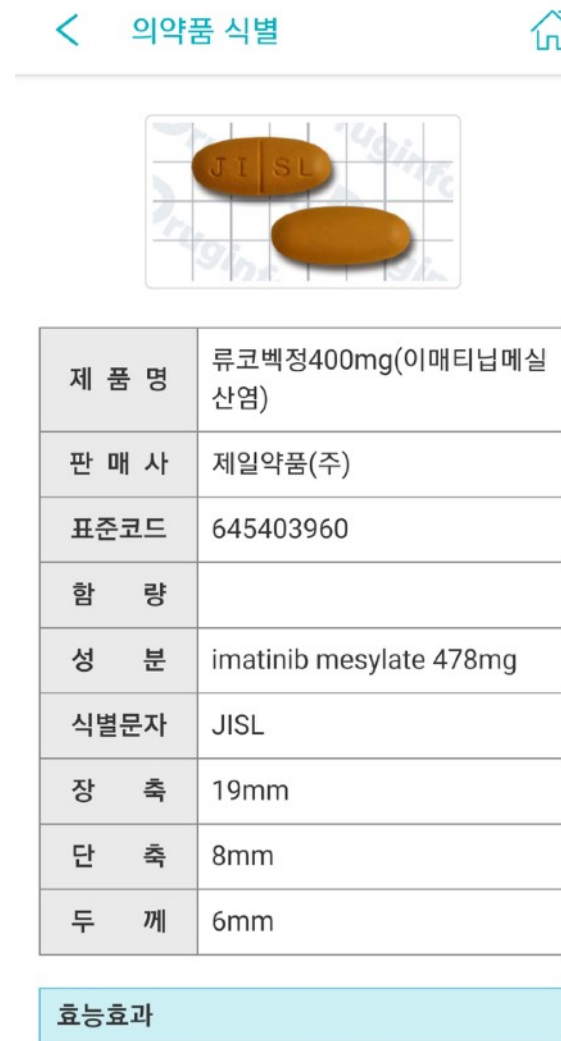 의약품 식별
JI SL
제 품 명
류코벡정400mg(이매티닙메실
산염)
판 매 사
제일약품(주)
표준코드
645403960
함 량
성 분
imatinib mesylate 478mg
식별문자
JISL
장 축
19mm
단 축
8mm
두 께
6mm
효능효과